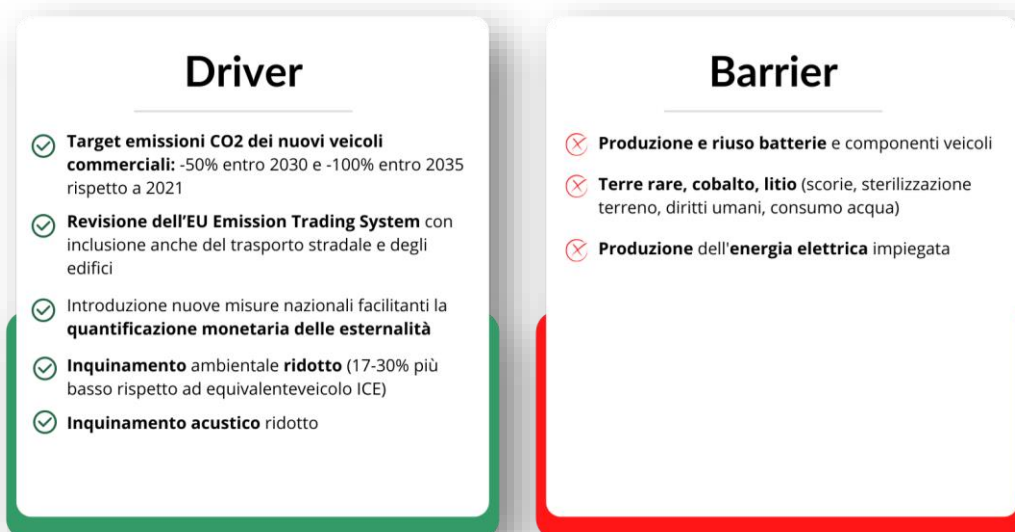 Driver
Target emissioni CO2 dei nuovi veicoli
commerciali: -50% entro 2030 e -100% entro 2035
rispetto a 2021
Revisione dell'EU Emission Trading System con
inclusione anche del trasporto stradale e degli
edifici
Introduzione nuove misure nazionali facilitanti la
quantificazione monetaria delle esternalità
Inquinamento ambientale ridotto (17-30% più
basso rispetto ad equivalenteveicolo ICE)
Inquinamento acustico ridotto
Barrier
Produzione e riuso batterie e componenti veicoli
Terre rare, cobalto, litio (scorie, sterilizzazione
terreno, diritti umani, consumo acqua)
Produzione dell'energia elettrica impiegata